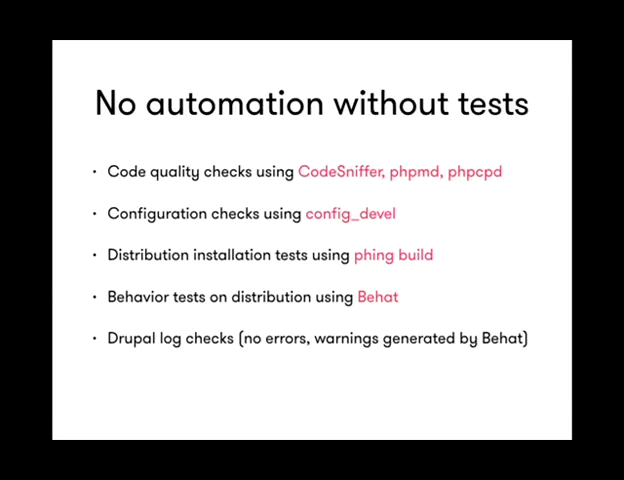 No automation without tests
· Code quality checks using CodeSniffer, phpmd, phpcpd
· Configuration checks using config_devel
· Distribution installation tests using phing build
· Behavior tests on distribution using Behat
· Drupal log checks (no errors, warnings generated by Behat)